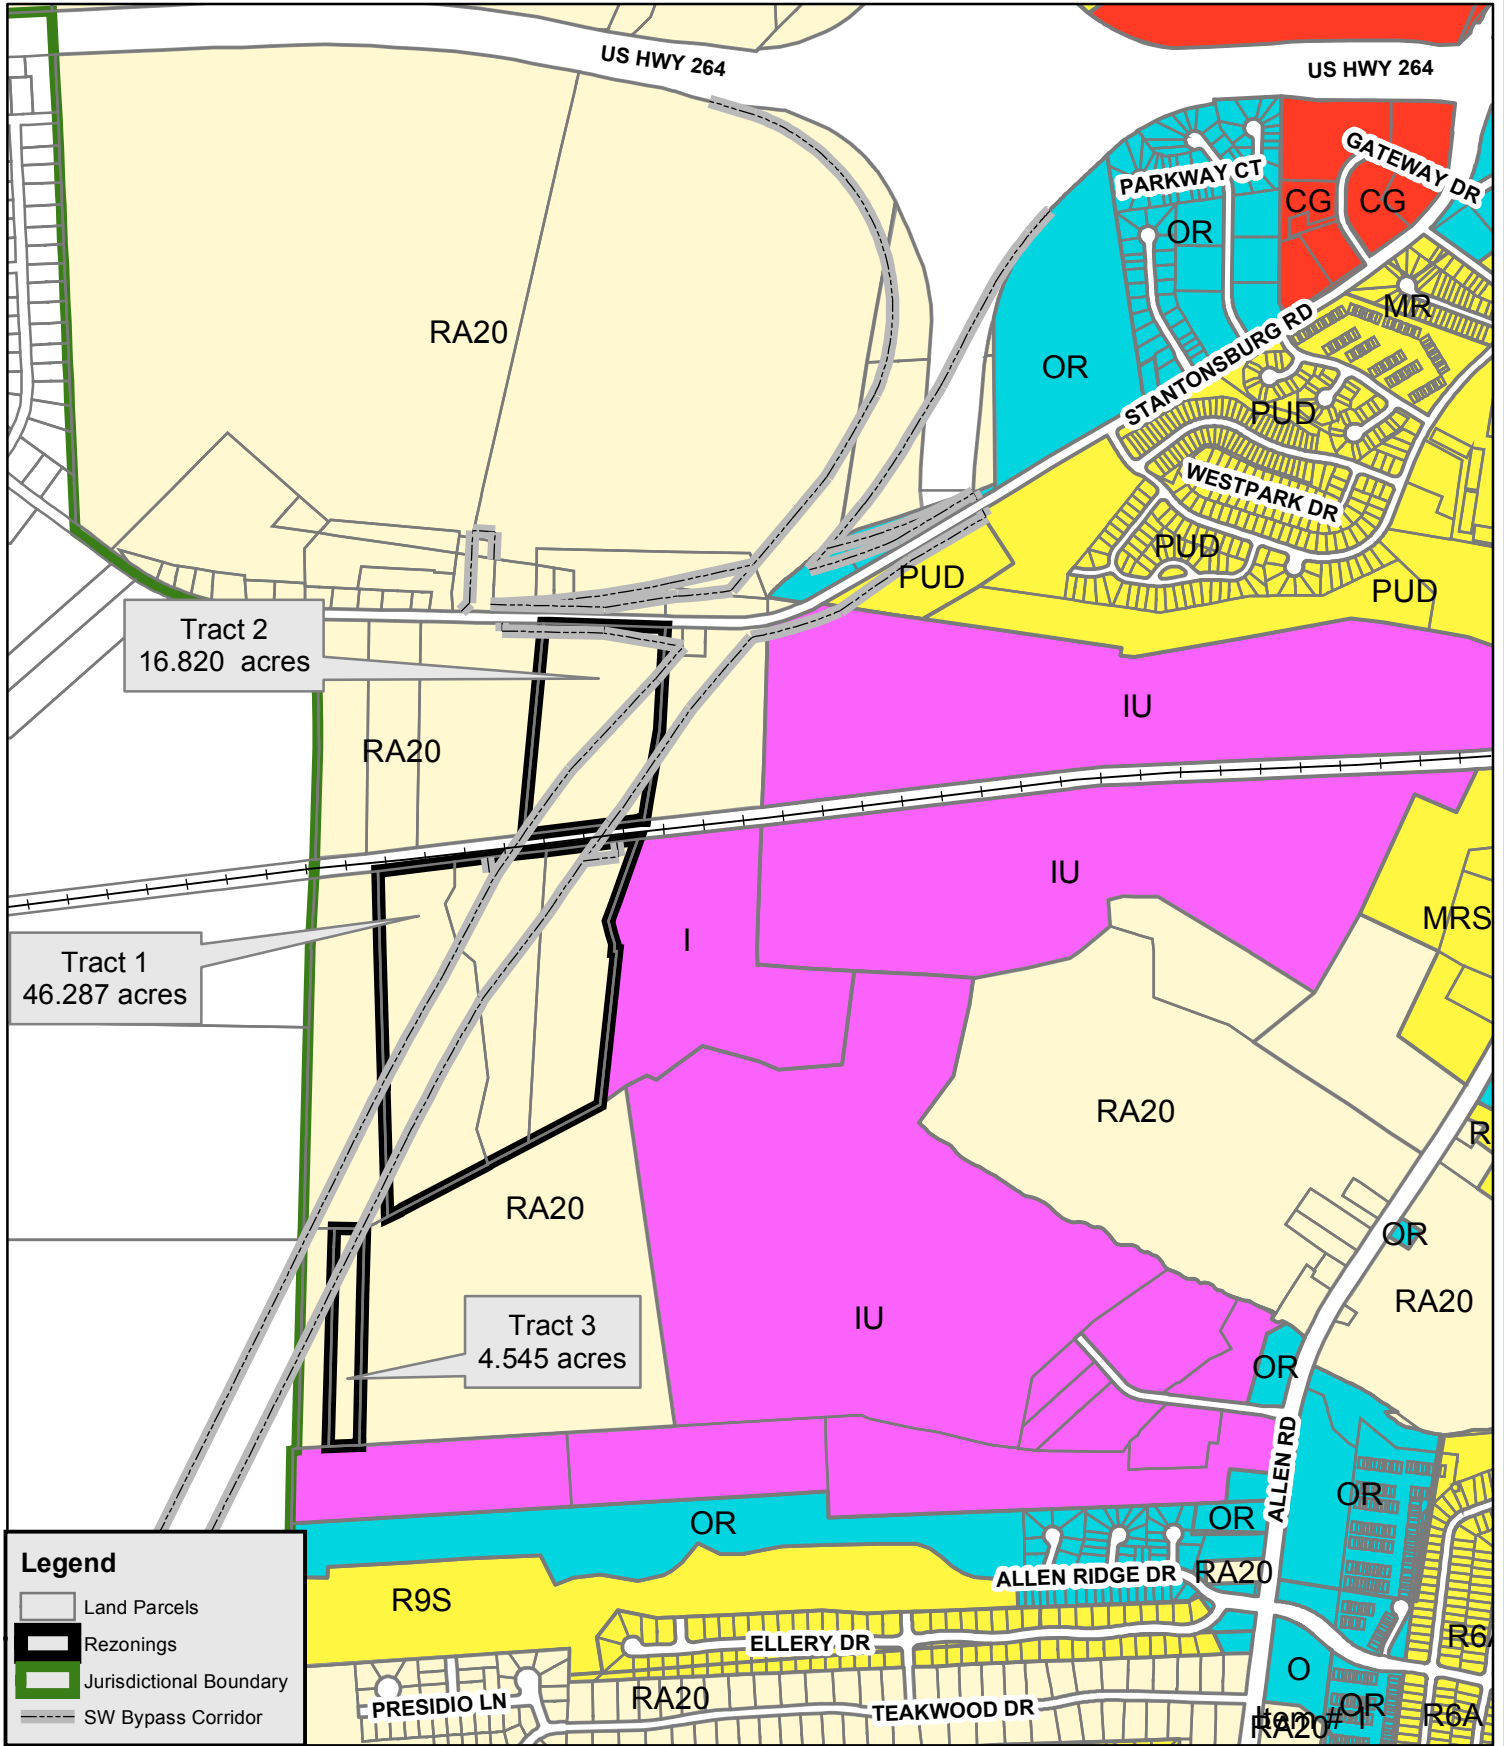 US HWY 264
US HWY 264
GATEWAY DR
PARKWAY CT
CG
CG
OR
MR
RA20
OR
STANTONSBURG RD
PUD
WESTPARK DR
PUD
PUD
PUD
Tract 2
16.820 acres
IU
RA20
IU
MRS
I
Tract 1
46.287 acres
RA20
R
RA20
OR
RA20
IU
Tract 3
4.545 acres
OR
ALLEN RD
OR
OR
OR
ALLEN RIDGE DR
RA20
R9S
ELLERY DR
R6A
O
RA20
PRESIDIO LN
TEAKWOOD DR
OR
R6A
RA20
Item # 1
Legend
Land Parcels
Rezonings
Jurisdictional Boundary
SW Bypass Corridor